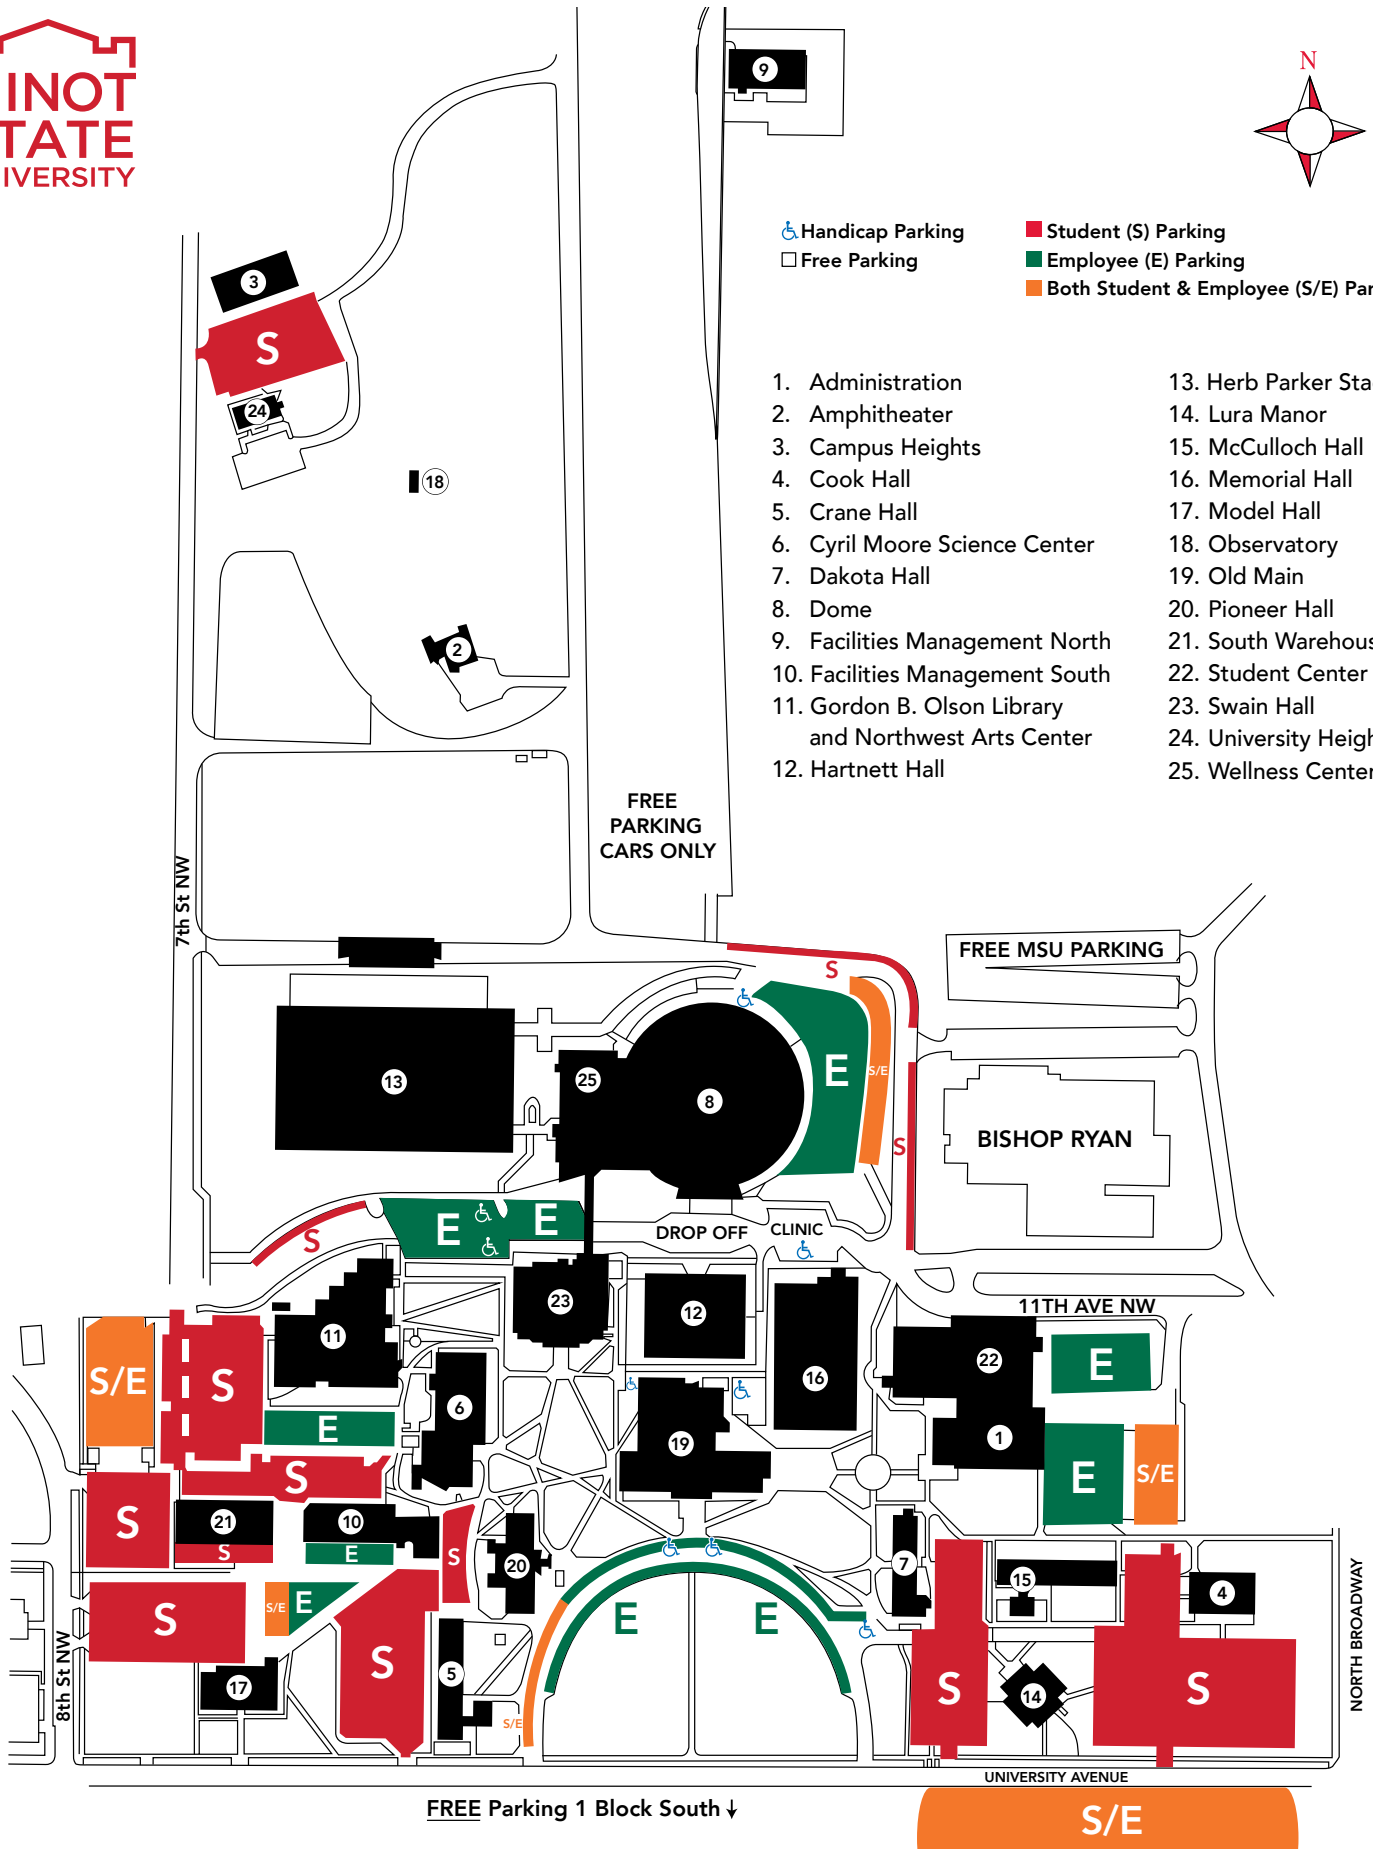 INOT
TATE
IVERSITY
9
N
Handicap Parking
Free Parking
Student (S) Parking
Employee (E) Parking
Both Student & Employee (S/E) Par
3
S
24
18
2
1. Administration
2. Amphitheater
3. Campus Heights
4. Cook Hall
5. Crane Hall
6. Cyril Moore Science Center
7. Dakota Hall
8. Dome
9. Facilities Management North
10. Facilities Management South
11. Gordon B. Olson Library
and Northwest Arts Center
12. Hartnett Hall
13. Herb Parker Sta
14. Lura Manor
15. McCulloch Hall
16. Memorial Hall
17. Model Hall
18. Observatory
19. Old Main
20. Pioneer Hall
21. South Warehous
22. Student Center
23. Swain Hall
24. University Heigh
25. Wellness Center
FREE
PARKING
CARS ONLY
7th St NW
FREE MSU PARKING
S
13
25
8
E
S/E
S
BISHOP RYAN
S
E
E
DROP OFF
CLINIC
11TH AVE NW
23
12
11
22
E
S/E
S
16
6
E
19
1
E
S/E
S
S
21
10
S
E
S
20
7
15
4
S
S/E
E
E
E
S
5
17
14
S
S
S/E
8th St NW
NORTH BROADWAY
UNIVERSITY AVENUE
FREE Parking 1 Block South
S/E